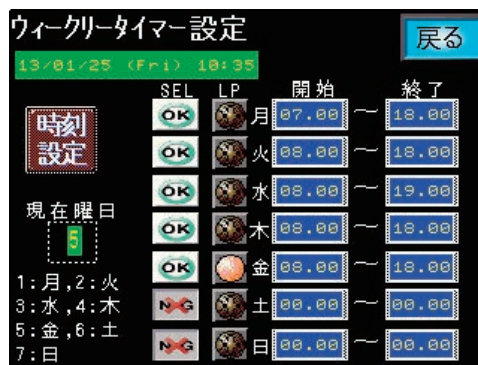 ウィークリータイマー設定
戻る
13/01/25 (Fri) 10:35
SEL LP 開始 終了
時刻設定
OK 月 07.00 ～ 18.00
OK 火 08.00 ～ 18.00
OK 水 08.00 ～ 19.00
OK 木 08.00 ～ 18.00
OK 金 08.00 ～ 18.00
NG 土 00.00 ～ 00.00
NG 日 00.00 ～ 00.00
現在曜日
5
1:月,2:火
3:水,4:木
5:金,6:土
7:日